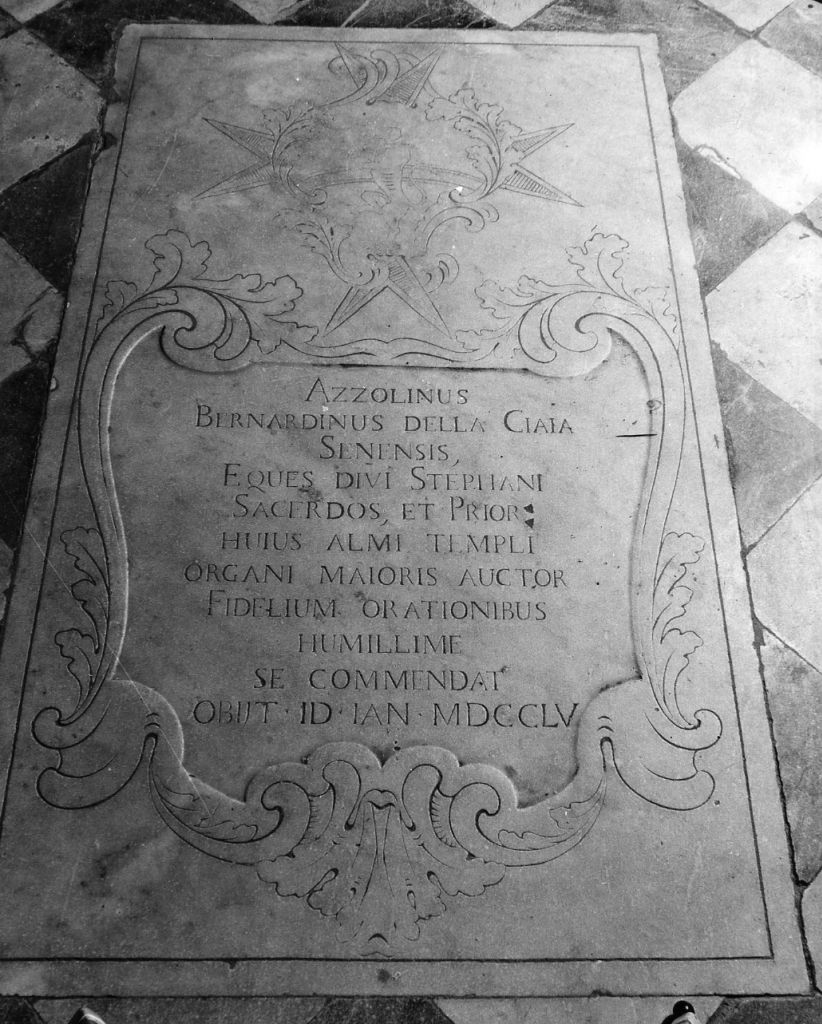 AZZOLINUS
BERNARDINUS DELLA CIAIA
SENENSIS,
EQUES DIVI STEPHANI
SACERDOS, ET PRIOR:
HUIUS ALMI TEMPLI
ORGANI MAIORIS AUCTOR
FIDELIUM ORATIONIBUS
HUMILLIME
SE COMMENDAT
OBIJT · ID · IAN · MDCCLV